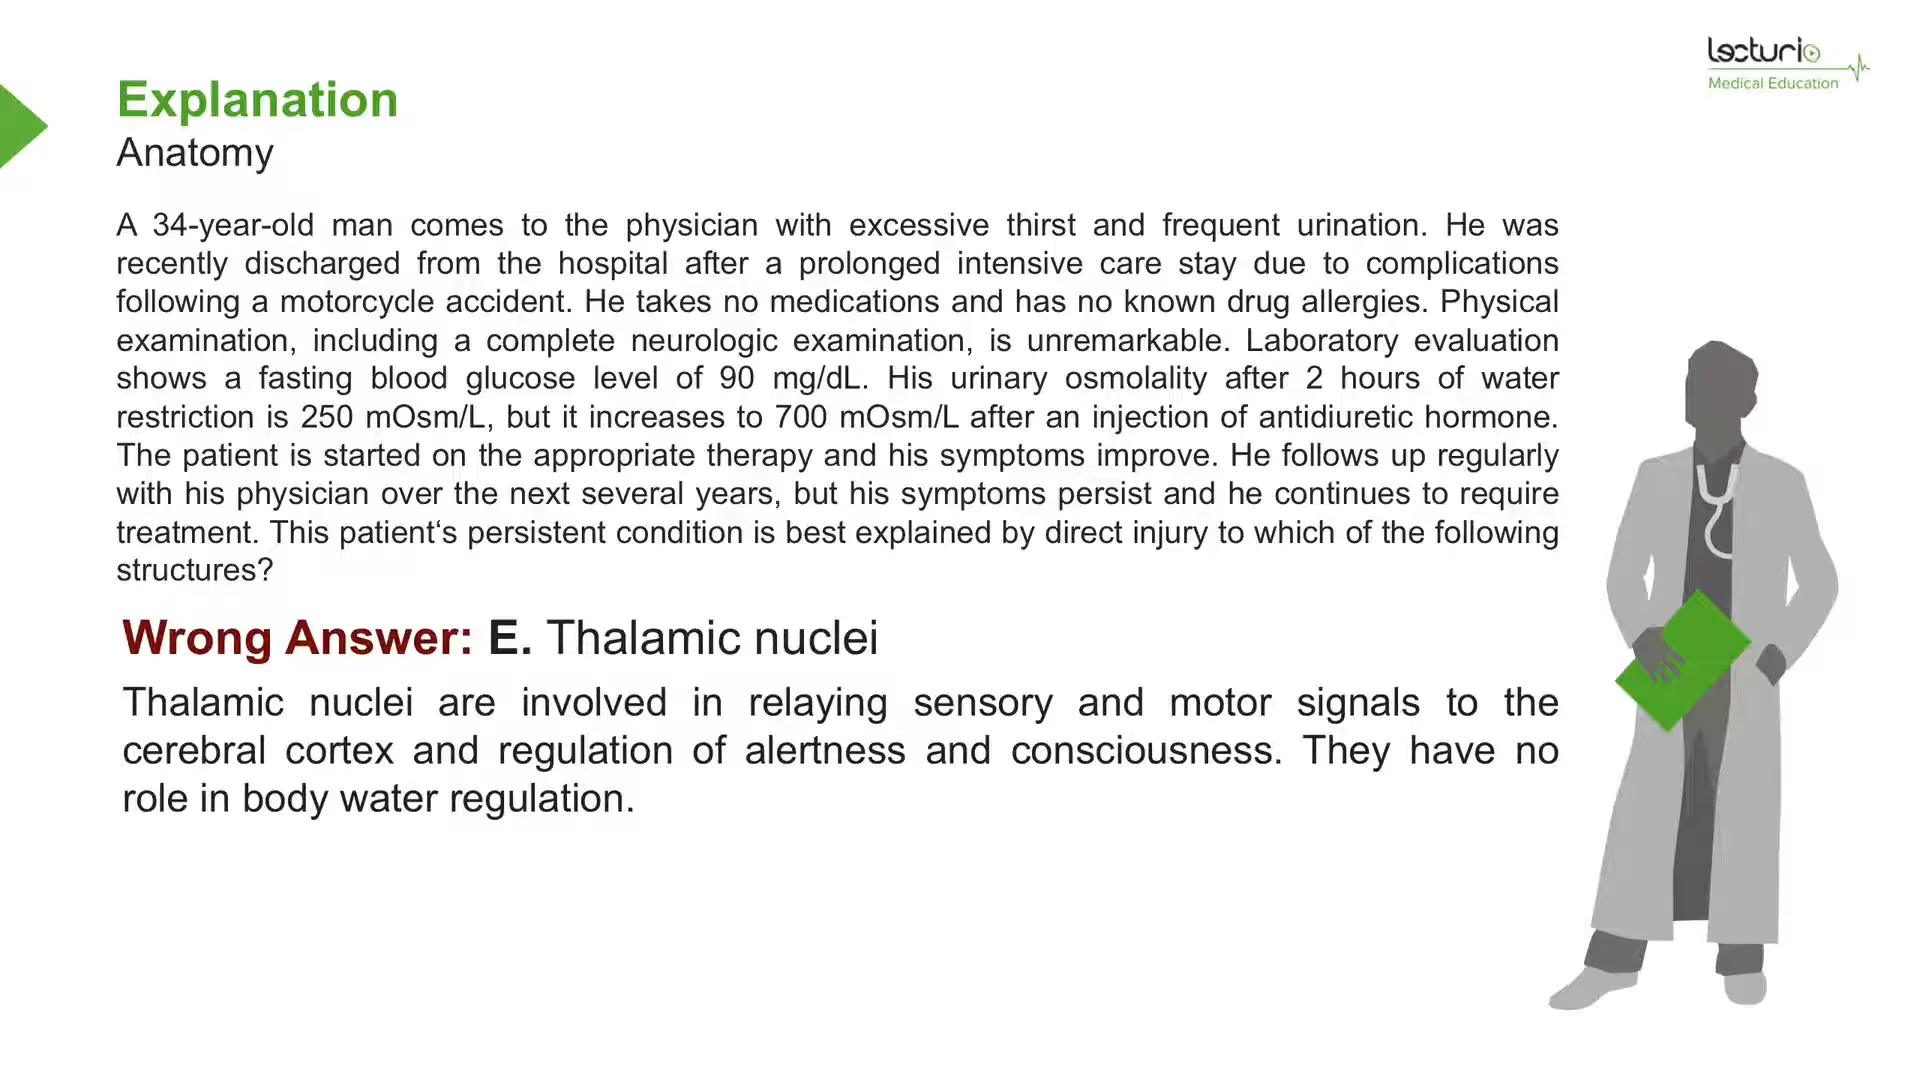 lecturio
Medical Education
Explanation
Anatomy
A 34-year-old man comes to the physician with excessive thirst and frequent urination. He was
recently discharged from the hospital after a prolonged intensive care stay due to complications
following a motorcycle accident. He takes no medications and has no known drug allergies. Physical
examination, including a complete neurologic examination, is unremarkable. Laboratory evaluation
shows a fasting blood glucose level of 90 mg/dL. His urinary osmolality after 2 hours of water
restriction is 250 mOsm/L, but it increases to 700 mOsm/L after an injection of antidiuretic hormone.
The patient is started on the appropriate therapy and his symptoms improve. He follows up regularly
with his physician over the next several years, but his symptoms persist and he continues to require
treatment. This patient‘s persistent condition is best explained by direct injury to which of the following
structures?
Wrong Answer: E. Thalamic nuclei
Thalamic nuclei are involved in relaying sensory and motor signals to the
cerebral cortex and regulation of alertness and consciousness. They have no
role in body water regulation.